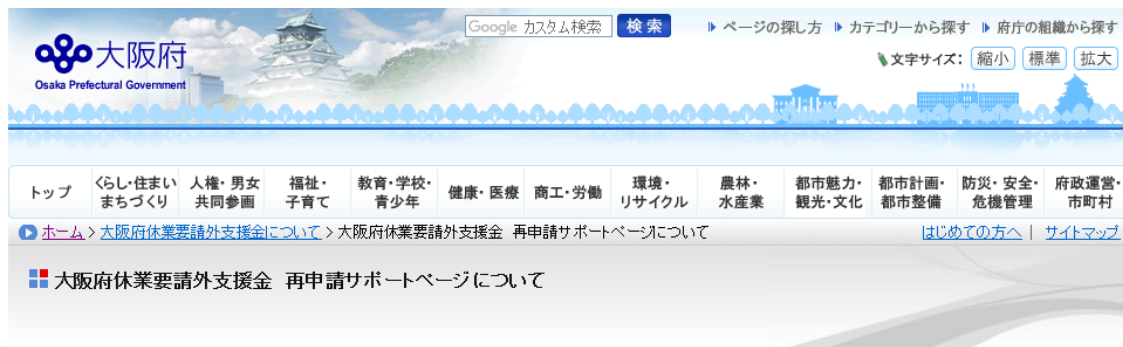 Google カスタム検索 検索 ページの探し方 カテゴリーから探す 府庁の組織から探す
大阪府
Osaka Prefectural Government
文字サイズ: 縮小 標準 拡大
トップ くらし・住まい まちづくり 人権・男女 共同参画 福祉・ 子育て 教育・学校・ 青少年 健康・医療 商工・労働 環境・ リサイクル 農林・ 水産業 都市魅力・ 観光・文化 都市計画・ 都市整備 防災・安全・ 危機管理 府政運営・ 市町村
ホーム > 大阪府休業要請外支援金について > 大阪府休業要請外支援金 再申請サポートページについて はじめての方へ | サイトマップ
大阪府休業要請外支援金 再申請サポートページについて